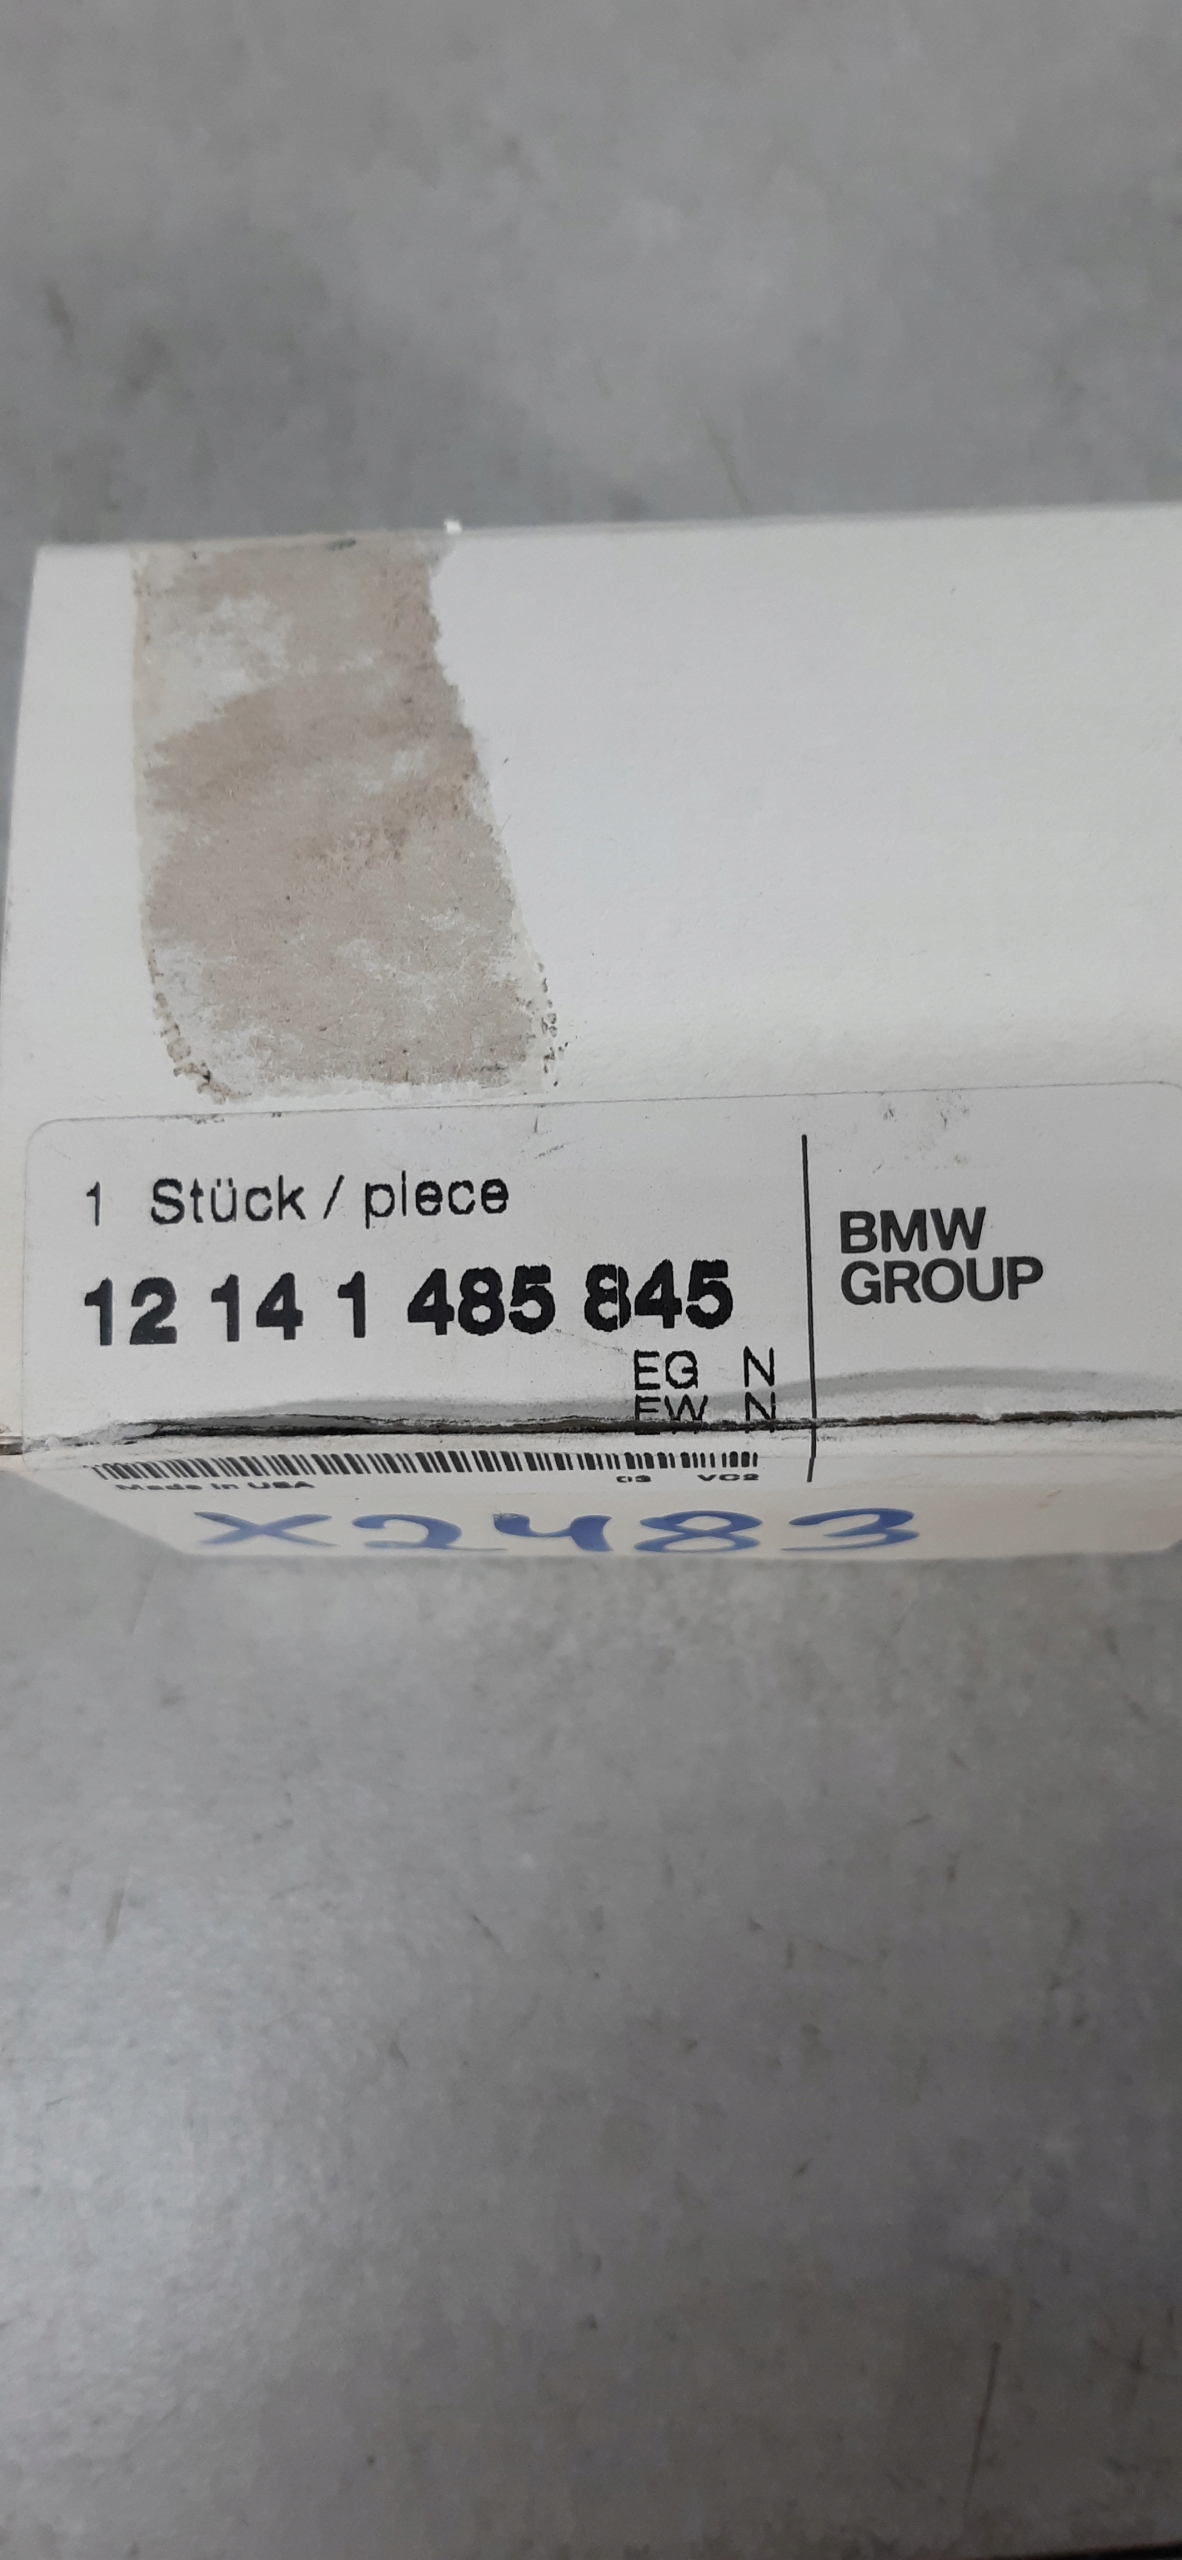 1 Stück / piece
12 14 1 485 845
EG N
EW N
BMW
GROUP
Made in USA
03 VC2
X2483